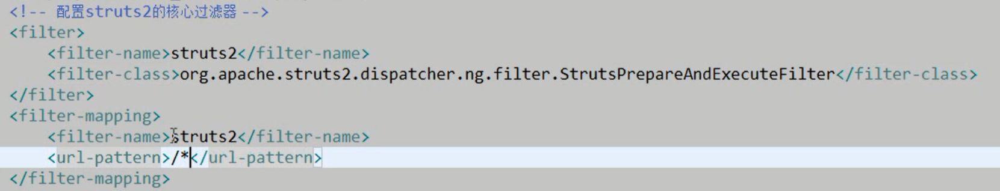 <!-- 配置struts2的核心过滤器 -->
<filter>
    <filter-name>struts2</filter-name>
    <filter-class>org.apache.struts2.dispatcher.ng.filter.StrutsPrepareAndExecuteFilter</filter-class>
</filter>
<filter-mapping>
    <filter-name>struts2</filter-name>
    <url-pattern>/*</url-pattern>
</filter-mapping>